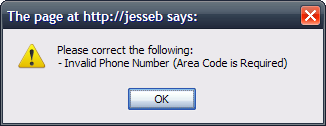 The page at http://jesseb says:
Please correct the following:
- Invalid Phone Number (Area Code is Required)
OK